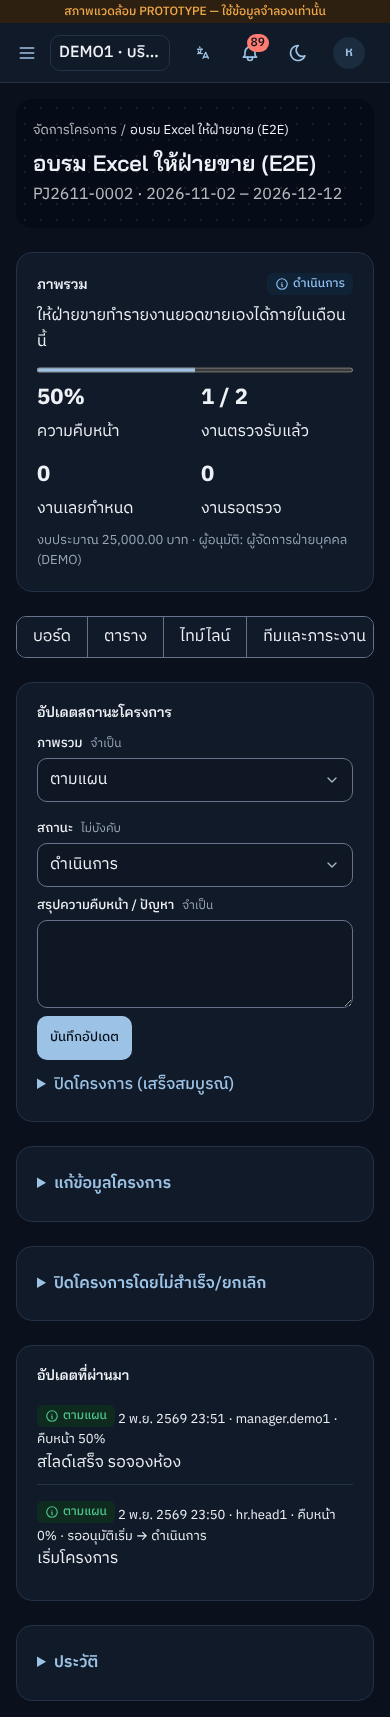 สภาพแวดล้อม PROTOTYPE — ใช้ข้อมูลจำลองเท่านั้น
DEMO1 · บริ...
89
ห
จัดการโครงการ / อบรม Excel ให้ฝ่ายขาย (E2E)
อบรม Excel ให้ฝ่ายขาย (E2E)
PJ2611-0002 · 2026-11-02 – 2026-12-12
ภาพรวม
ดำเนินการ
ให้ฝ่ายขายทำรายงานยอดขายเองได้ภายในเดือน
นี้
50%
1 / 2
ความคืบหน้า
งานตรวจรับแล้ว
0
0
งานเลยกำหนด
งานรอตรวจ
งบประมาณ 25,000.00 บาท · ผู้อนุมัติ: ผู้จัดการฝ่ายบุคคล
(DEMO)
บอร์ด
ตาราง
ไทม์ไลน์
ทีมและภาระงาน
อัปเดตสถานะโครงการ
ภาพรวม จำเป็น
ตามแผน
สถานะ ไม่บังคับ
ดำเนินการ
สรุปความคืบหน้า / ปัญหา จำเป็น
บันทึกอัปเดต
ปิดโครงการ (เสร็จสมบูรณ์)
แก้ข้อมูลโครงการ
ปิดโครงการโดยไม่สำเร็จ/ยกเลิก
อัปเดตที่ผ่านมา
ตามแผน 2 พ.ย. 2569 23:51 · manager.demo1 ·
คืบหน้า 50%
สไลด์เสร็จ รอจองห้อง
ตามแผน 2 พ.ย. 2569 23:50 · hr.head1 · คืบหน้า
0% · รออนุมัติเริ่ม → ดำเนินการ
เริ่มโครงการ
ประวัติ